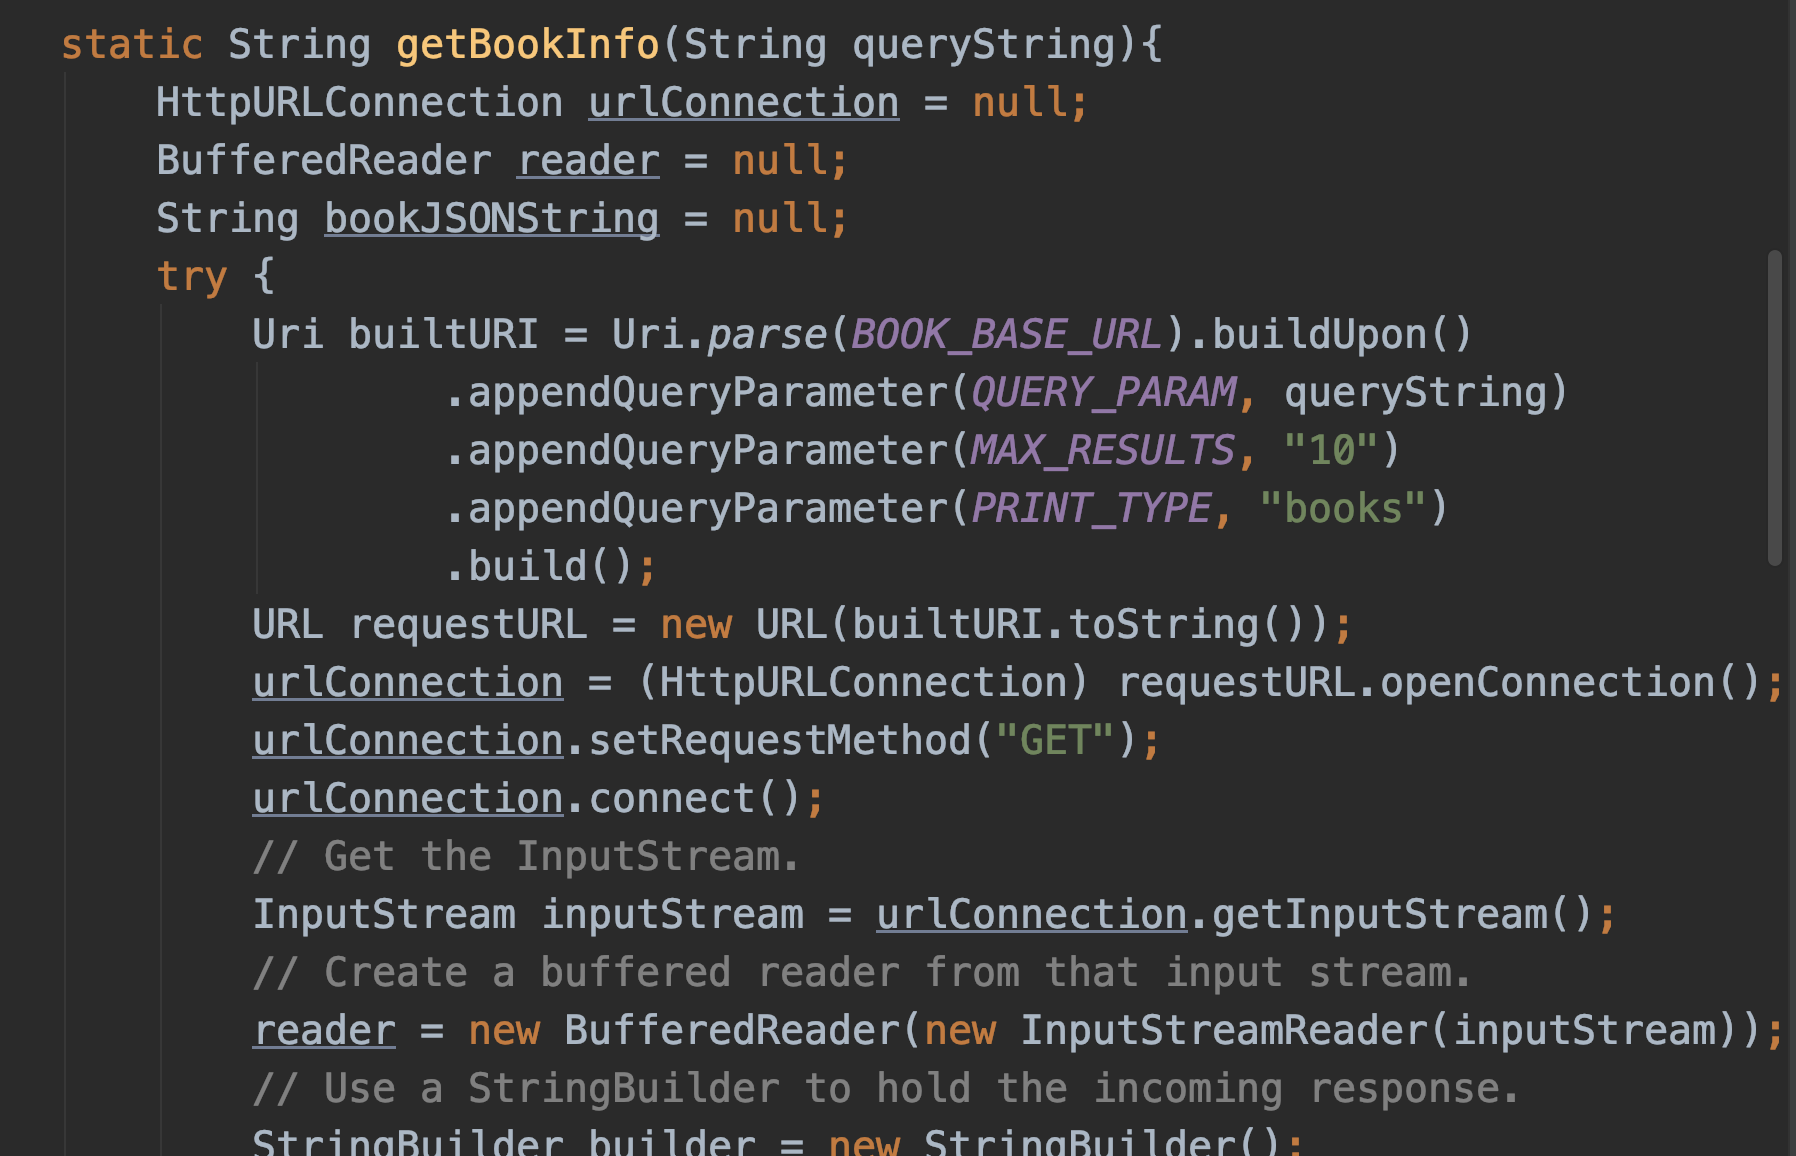 static String getBookInfo(String queryString){
HttpURLConnection urlConnection = null;
BufferedReader reader = null;
String bookJSONString = null;
try {
Uri builtURI = Uri.parse(BOOK_BASE_URL).buildUpon()
.appendQueryParameter(QUERY_PARAM, queryString)
.appendQueryParameter(MAX_RESULTS, "10")
.appendQueryParameter(PRINT_TYPE, "books")
.build();
URL requestURL = new URL(builtURI.toString());
urlConnection = (HttpURLConnection) requestURL.openConnection();
urlConnection.setRequestMethod("GET");
urlConnection.connect();
// Get the InputStream.
InputStream inputStream = urlConnection.getInputStream();
// Create a buffered reader from that input stream.
reader = new BufferedReader(new InputStreamReader(inputStream));
// Use a StringBuilder to hold the incoming response.
StringBuilder builder = new StringBuilder();